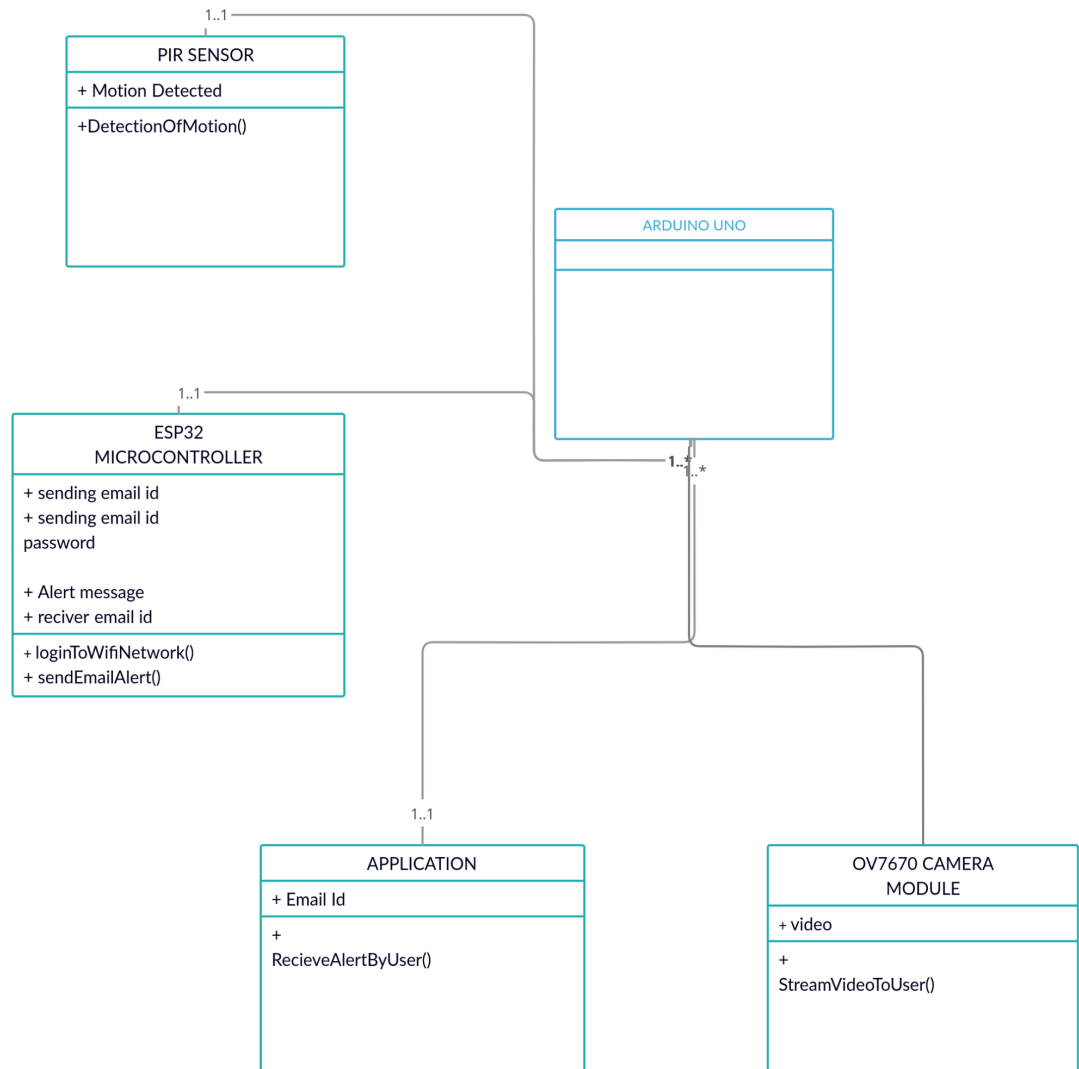 1..1
PIR SENSOR
+ Motion Detected
+DetectionOfMotion()
ARDUINO UNO
1..1
ESP32
MICROCONTROLLER
1..*
1..*
+ sending email id
+ sending email id
password
+ Alert message
+ reciver email id
+ loginToWifiNetwork()
+ sendEmailAlert()
1..1
APPLICATION
+ Email Id
+
RecieveAlertByUser()
OV7670 CAMERA
MODULE
+ video
+
StreamVideoToUser()